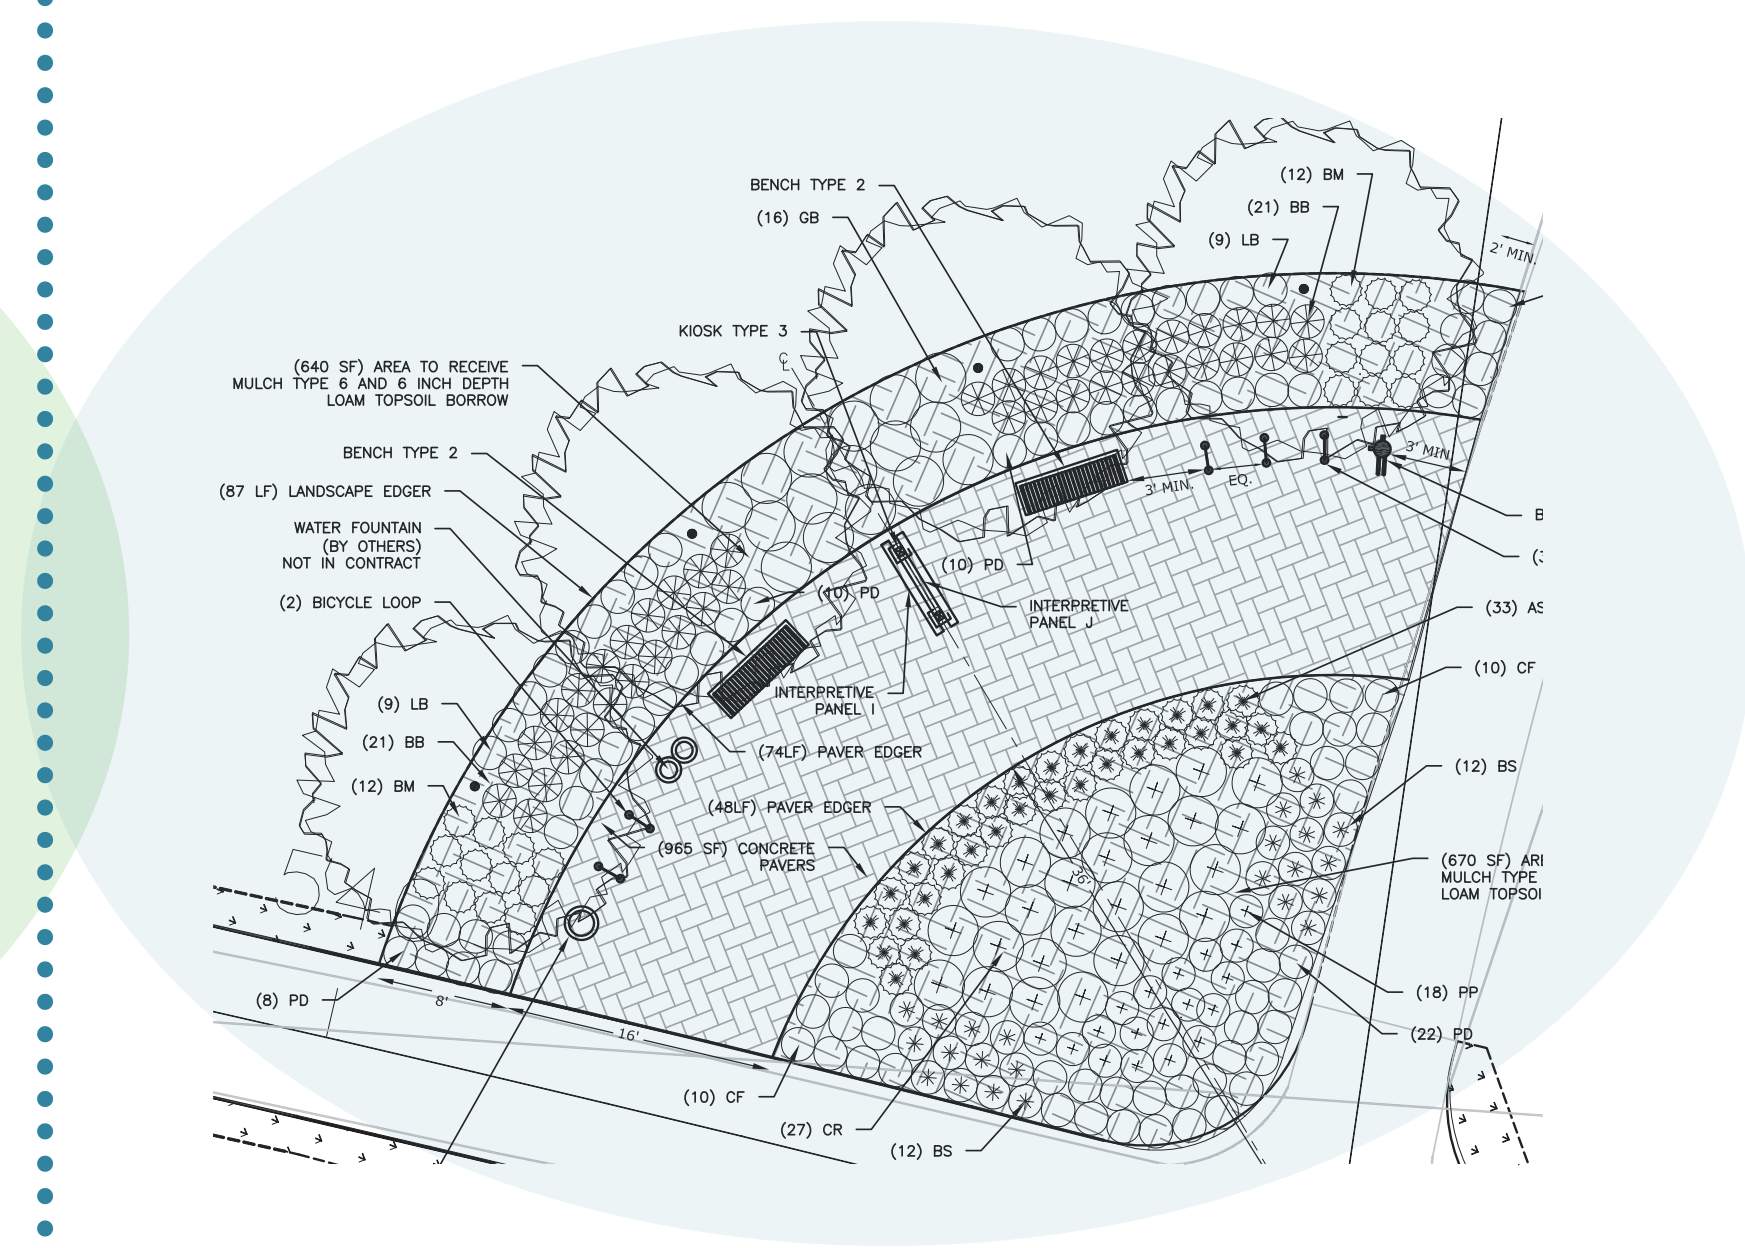 (12) BM
BENCH TYPE 2
(21) BB
(16) GB
(9) LB
2' MIN.
KIOSK TYPE 3
(640 SF) AREA TO RECEIVE
MULCH TYPE 6 AND 6 INCH DEPTH
LOAM TOPSOIL BORROW
BENCH TYPE 2
3' MIN.
3' MIN.
EQ.
(87 LF) LANDSCAPE EDGER
B
WATER FOUNTAIN
(BY OTHERS)
NOT IN CONTRACT
(10) PD
(10) PD
(2) BICYCLE LOOP
INTERPRETIVE
PANEL J
(33) AS
(10) CF
INTERPRETIVE
PANEL I
(9) LB
(21) BB
(74LF) PAVER EDGER
(12) BS
(12) BM
(48LF) PAVER EDGER
(965 SF) CONCRETE
PAVERS
(670 SF)
MULCH TYPE
LOAM
36'
(8) PD
8'
(18) PP
16'
(22) PD
(10) CF
(27) CR
(12) BS